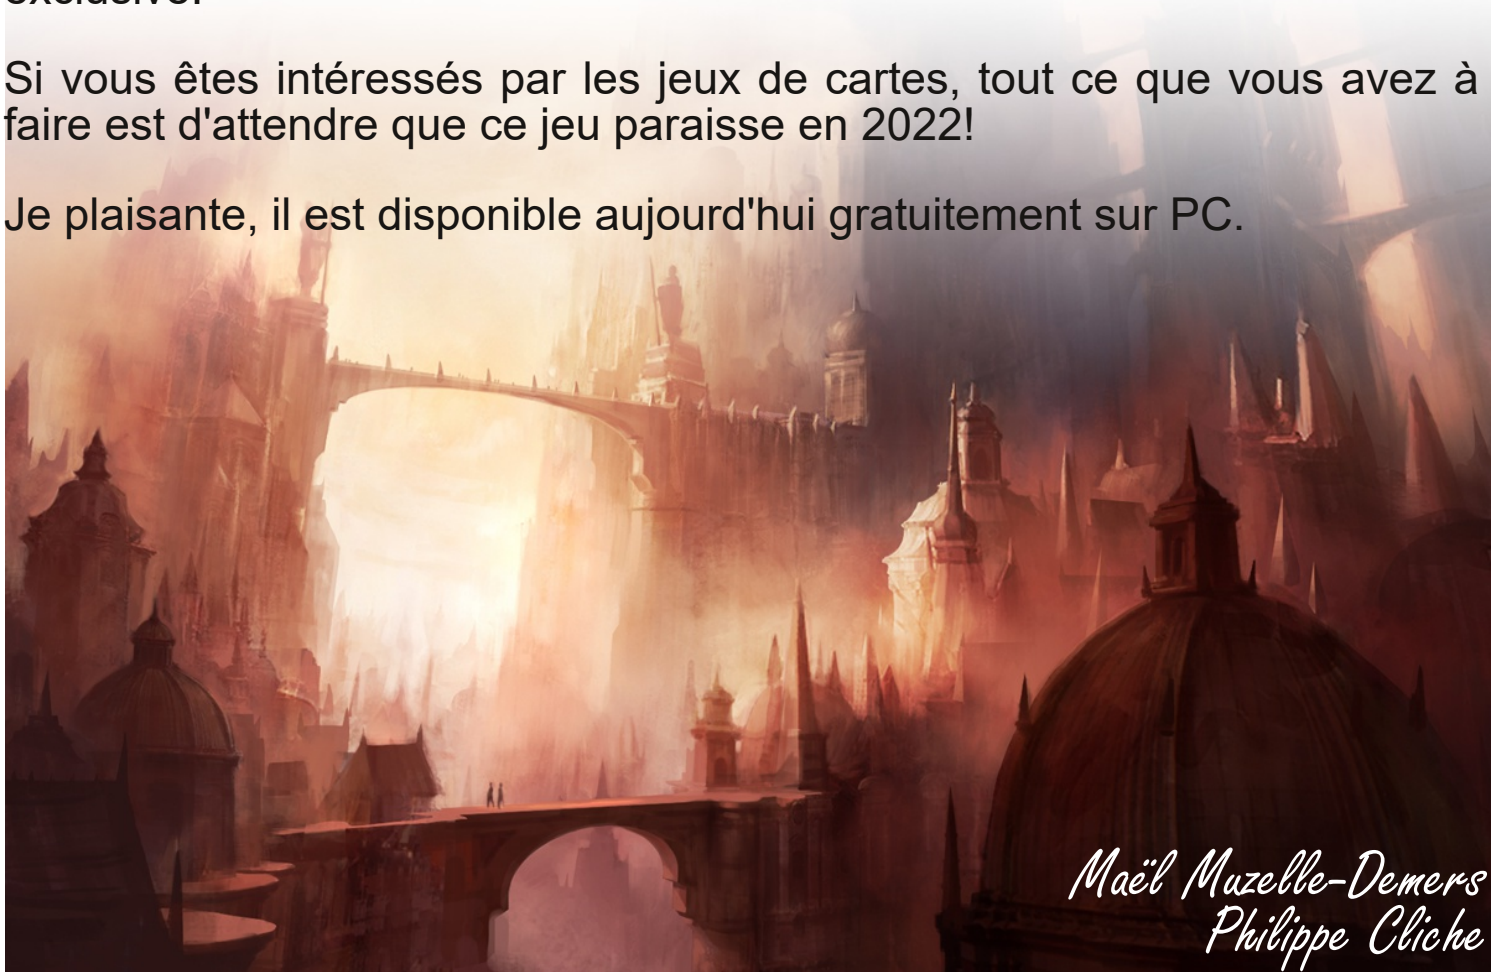 exclusive.
Si vous êtes intéressés par les jeux de cartes, tout ce que vous avez à
faire est d'attendre que ce jeu paraisse en 2022!
Je plaisante, il est disponible aujourd'hui gratuitement sur PC.
Maël Muzelle-Demers
Philippe Cliche